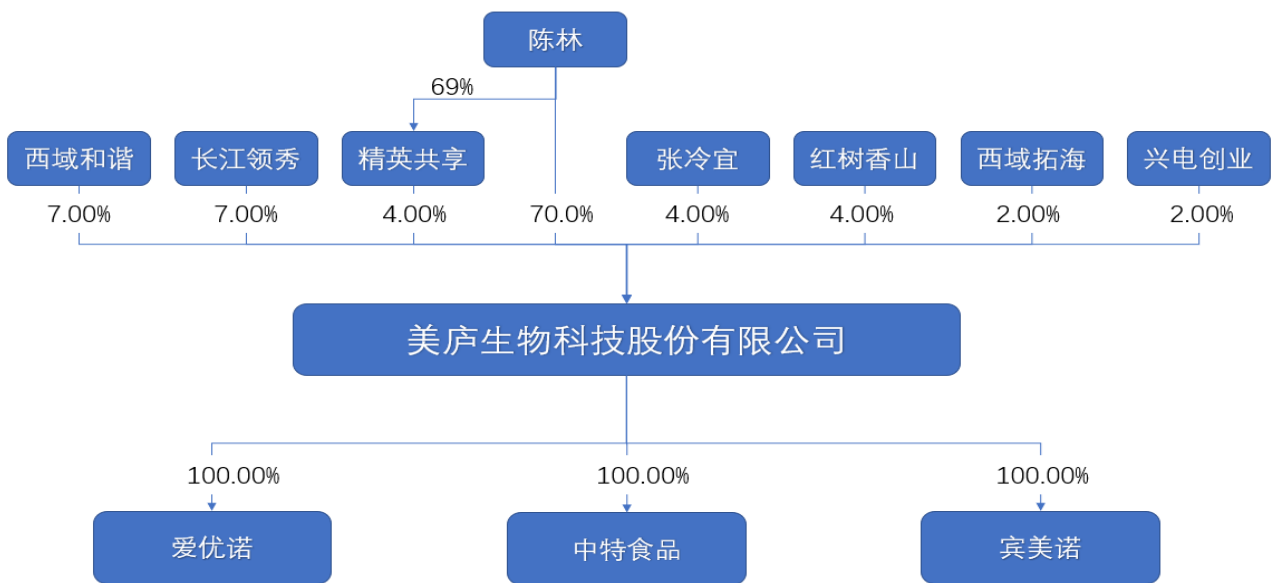 陈林
69%
西域和谐
长江领秀
精英共享
张冷宜
红树香山
西域拓海
兴电创业
7.00%
7.00%
4.00%
70.0%
4.00%
4.00%
2.00%
2.00%
美庐生物科技股份有限公司
100.00%
100.00%
100.00%
爱优诺
中特食品
宾美诺